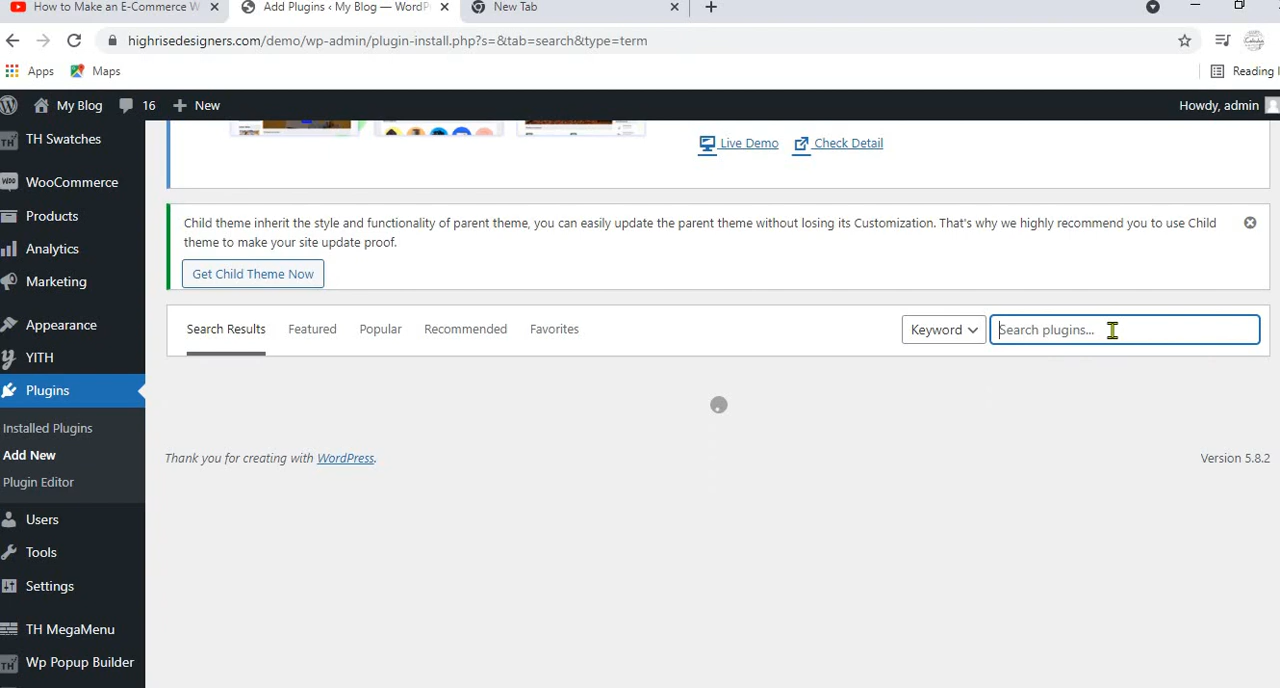 How to Make an E-Commerce W
Add Plugins ‹ My Blog — WordP
New Tab
highrisedesigners.com/demo/wp-admin/plugin-install.php?s=&tab=search&type=term
Apps
Maps
Reading l
My Blog
16
New
Howdy, admin
TH Swatches
WooCommerce
Products
Analytics
Marketing
Appearance
YITH
Plugins
Installed Plugins
Add New
Plugin Editor
Users
Tools
Settings
TH MegaMenu
Wp Popup Builder
Live Demo
Check Detail
Child theme inherit the style and functionality of parent theme, you can easily update the parent theme without losing its Customization. That's why we highly recommend you to use Child
theme to make your site update proof.
Get Child Theme Now
Search Results
Featured
Popular
Recommended
Favorites
Keyword
Search plugins...
Thank you for creating with WordPress.
Version 5.8.2